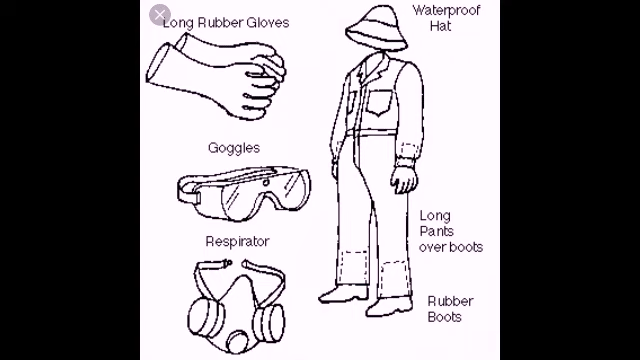 Long Rubber Gloves
Waterproof
Hat
Goggles
Respirator
Long
Pants
over boots
Rubber
Boots